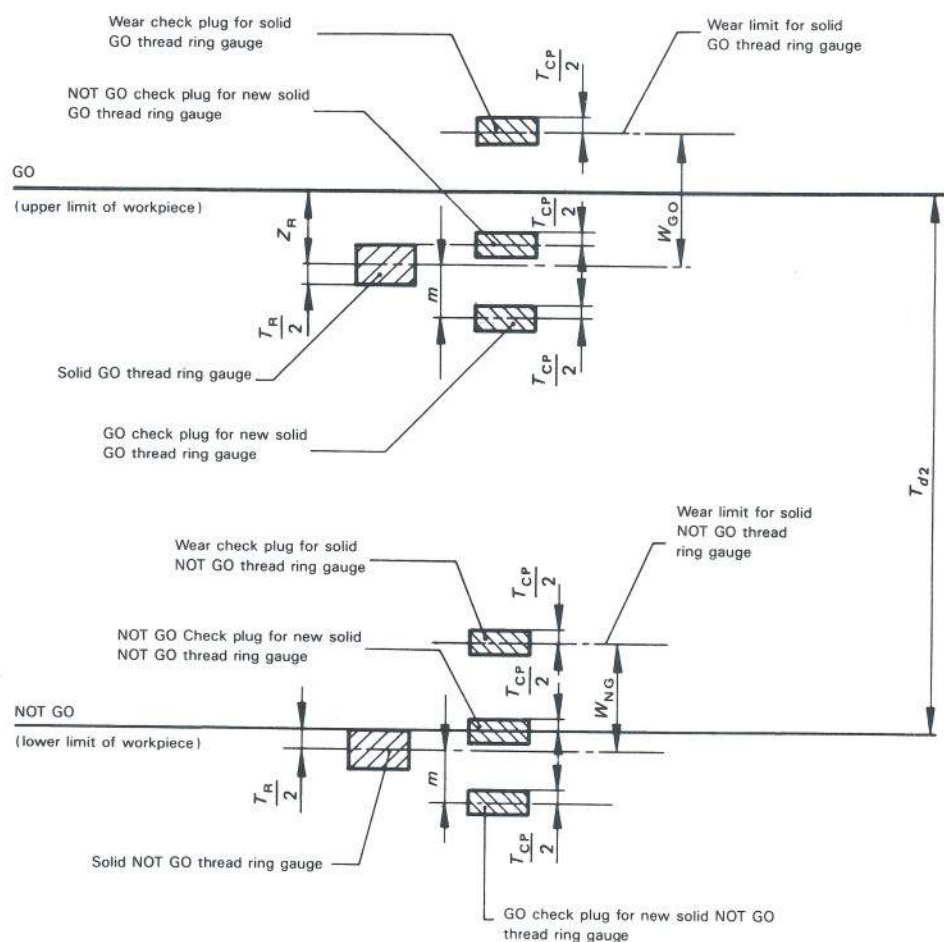 Wear check plug for solid
GO thread ring gauge
Wear limit for solid
GO thread ring gauge
T_CP/2
NOT GO check plug for new solid
GO thread ring gauge
GO
(upper limit of workpiece)
Z_R
T_CP/2
W_GO
m
T_R/2
T_CP/2
Solid GO thread ring gauge
GO check plug for new solid
GO thread ring gauge
T_d2
Wear limit for solid
NOT GO thread
ring gauge
Wear check plug for solid
NOT GO thread ring gauge
T_CP/2
NOT GO Check plug for new solid
NOT GO thread ring gauge
T_CP/2
W_NG
NOT GO
(lower limit of workpiece)
m
T_R/2
T_CP/2
Solid NOT GO thread ring gauge
GO check plug for new solid NOT GO
thread ring gauge